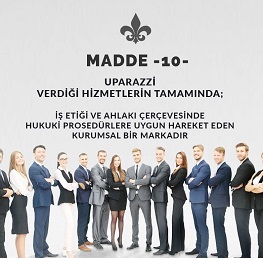 MADDE -10-
UPARAZZİ
VERDİĞİ HİZMETLERİN TAMAMINDA;
İŞ ETİĞİ VE AHLAKI ÇERÇEVESİNDE
HUKUKİ PROSEDÜRLERE UYGUN HAREKET EDEN
KURUMSAL BİR MARKADIR